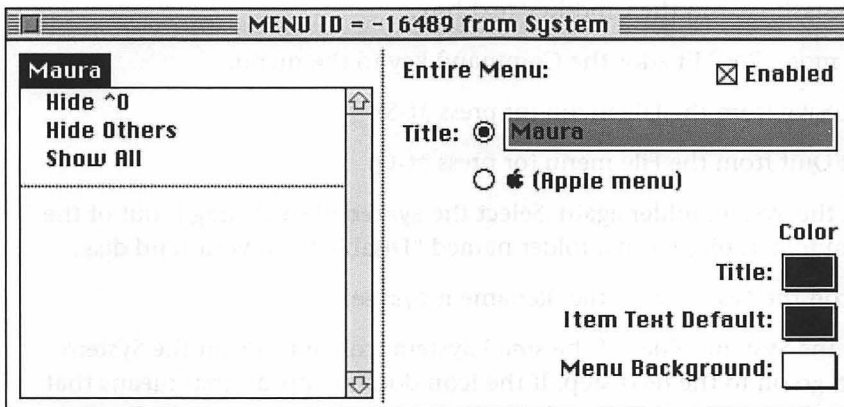 MENU ID = -16489 from System
Maura
Hide ^0
Hide Others
Show All
Entire Menu:
Enabled
Title: Maura
(Apple menu)
Color
Title:
Item Text Default:
Menu Background: